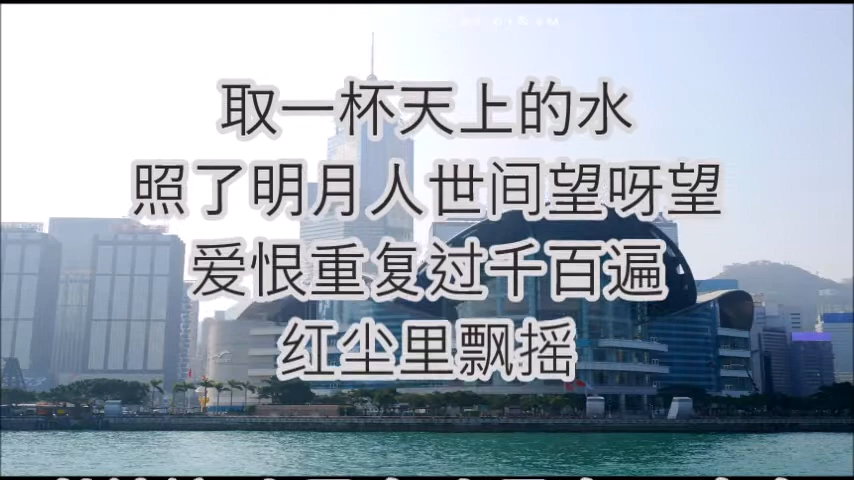 取一杯天上的水
照了明月人世间望呀望
爱恨重复过千百遍
红尘里飘摇